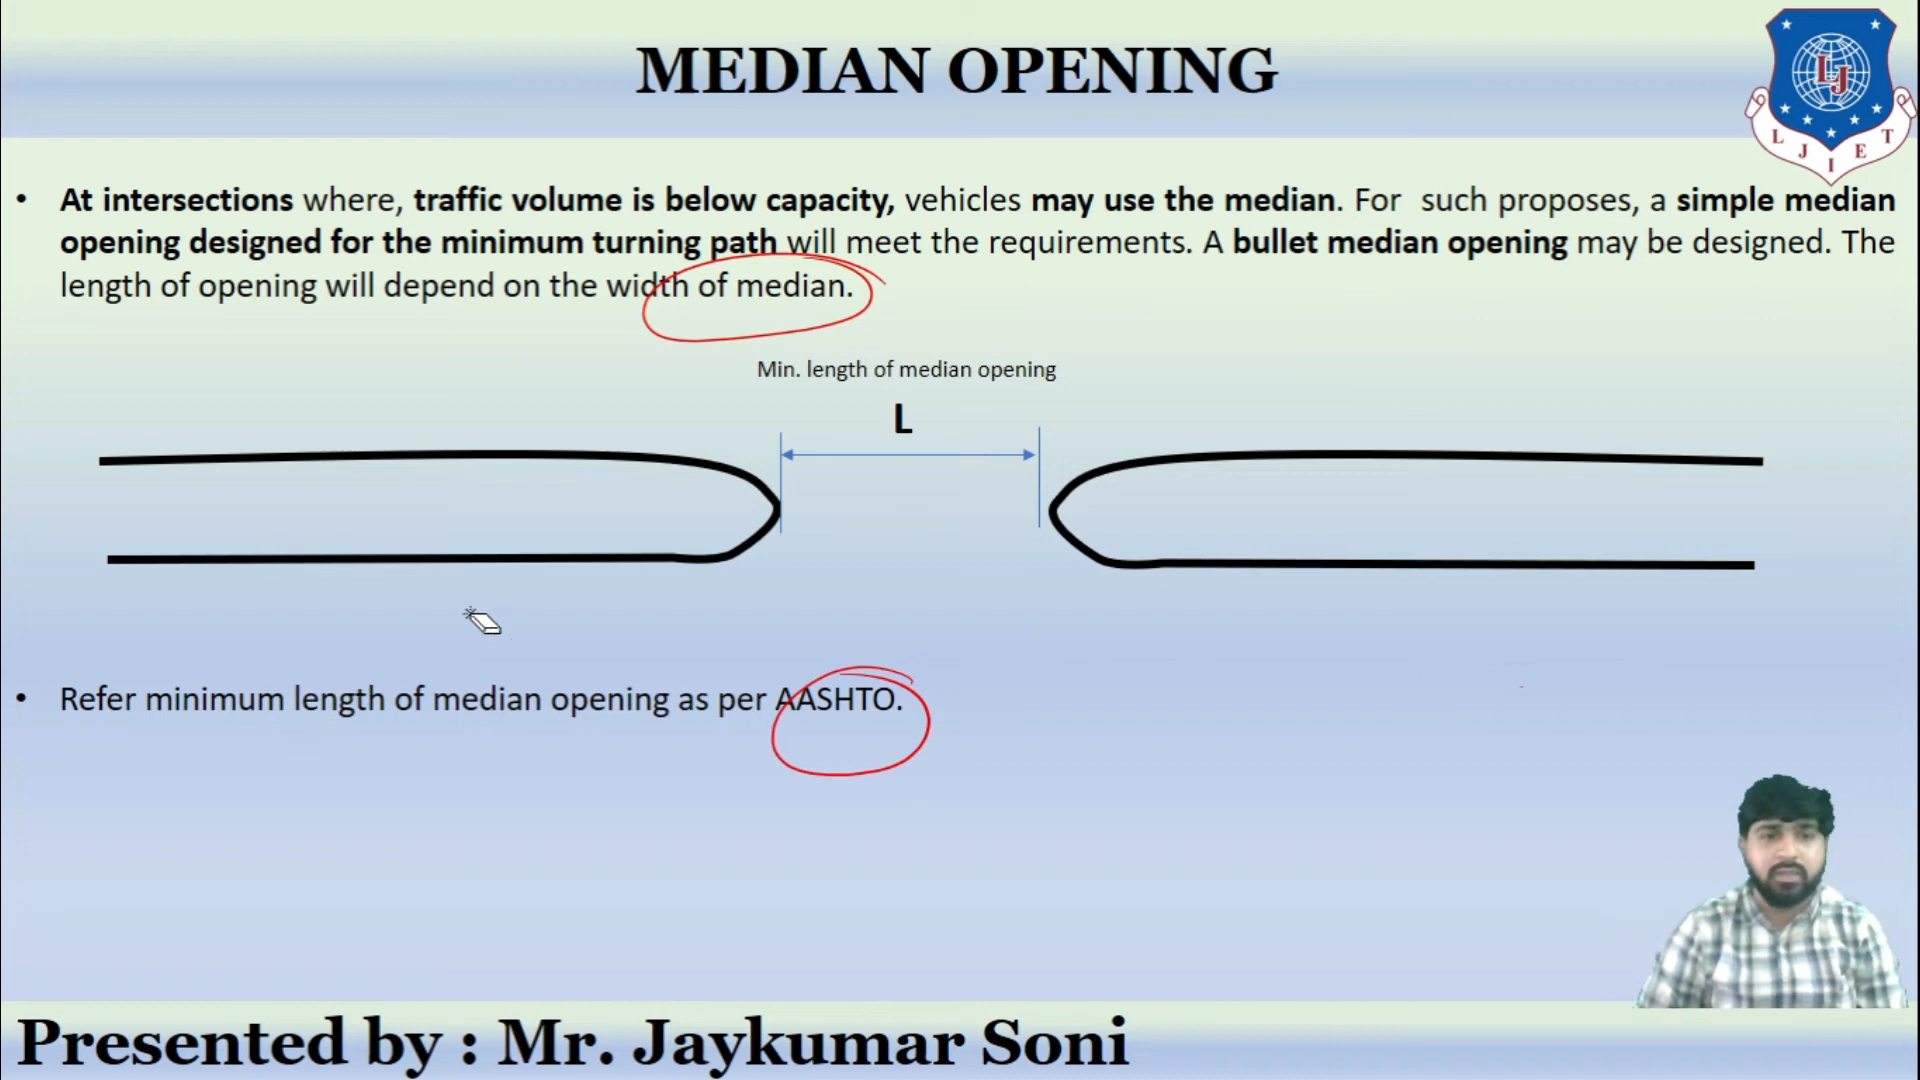 MEDIAN OPENING
LJ
L J I E T
• At intersections where, traffic volume is below capacity, vehicles may use the median. For such proposes, a simple median
opening designed for the minimum turning path will meet the requirements. A bullet median opening may be designed. The
length of opening will depend on the width of median.
Min. length of median opening
L
• Refer minimum length of median opening as per AASHTO.
Presented by : Mr. Jaykumar Soni